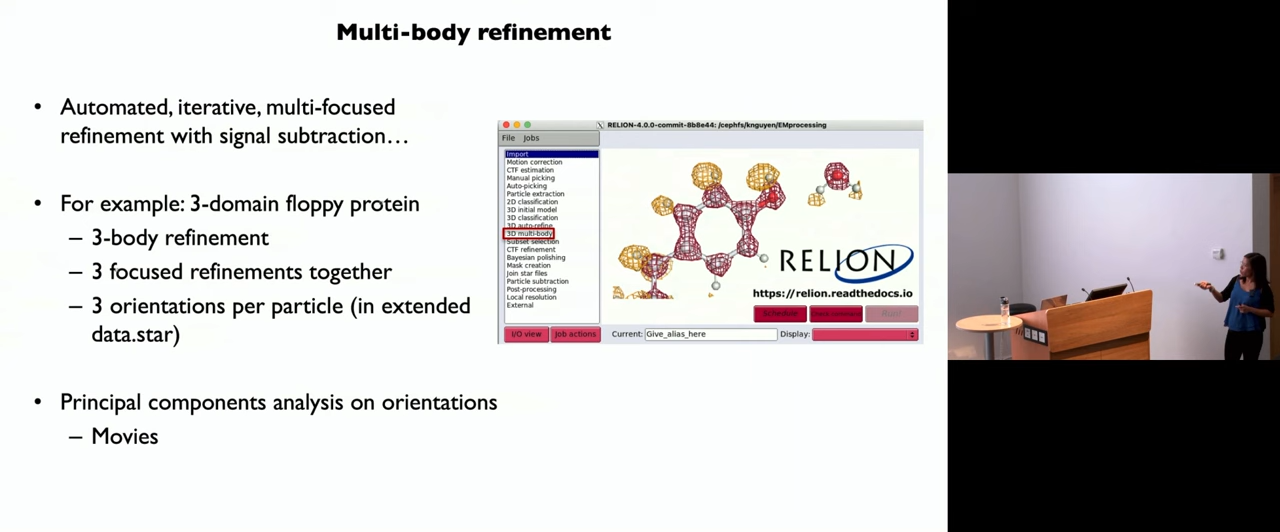 Multi-body refinement
• Automated, iterative, multi-focused
refinement with signal subtraction…
• For example: 3-domain floppy protein
– 3-body refinement
– 3 focused refinements together
– 3 orientations per particle (in extended
data.star)
• Principal components analysis on orientations
– Movies
RELION-4.0.0-commit-8b8e44: /cephfs/knguyen/EMprocessing
File Jobs
Import
Motion correction
CTF estimation
Manual picking
Auto-picking
Particle extraction
2D classification
3D initial model
3D classification
3D auto-refine
3D multi-body
Subset selection
CTF refinement
Bayesian polishing
Mask creation
Join star files
Particle subtraction
Post-processing
Local resolution
External
RELION
https://relion.readthedocs.io
Schedule
Run!
I/O view Job actions Current: Give_alias_here Display: